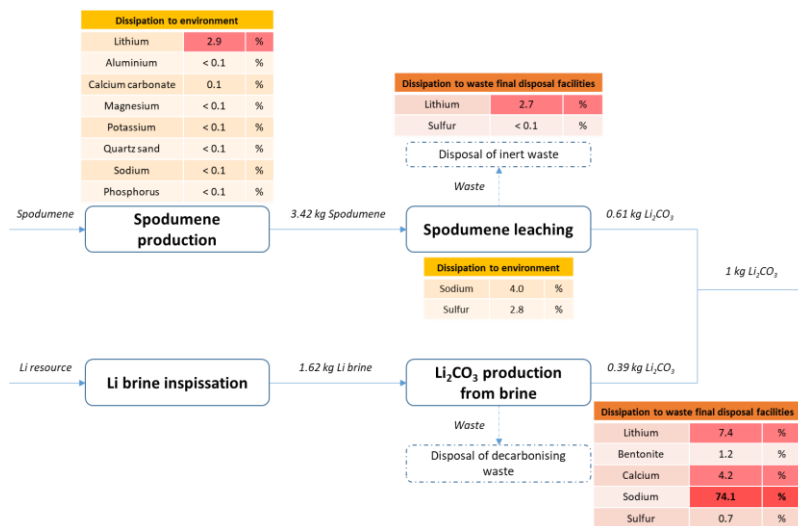 Dissipation to environment
Lithium 2.9 %
Aluminium < 0.1 %
Calcium carbonate 0.1 %
Magnesium < 0.1 %
Potassium < 0.1 %
Quartz sand < 0.1 %
Sodium < 0.1 %
Phosphorus < 0.1 %
Dissipation to waste final disposal facilities
Lithium 2.7 %
Sulfur < 0.1 %
Disposal of inert waste
Waste
Spodumene
Spodumene
production
3.42 kg Spodumene
Spodumene leaching
0.61 kg Li₂CO₃
Dissipation to environment
Sodium 4.0 %
Sulfur 2.8 %
1 kg Li₂CO₃
Li resource
Li brine inspissation
1.62 kg Li brine
Li₂CO₃ production
from brine
0.39 kg Li₂CO₃
Waste
Disposal of decarbonising
waste
Dissipation to waste final disposal facilities
Lithium 7.4 %
Bentonite 1.2 %
Calcium 4.2 %
Sodium 74.1 %
Sulfur 0.7 %